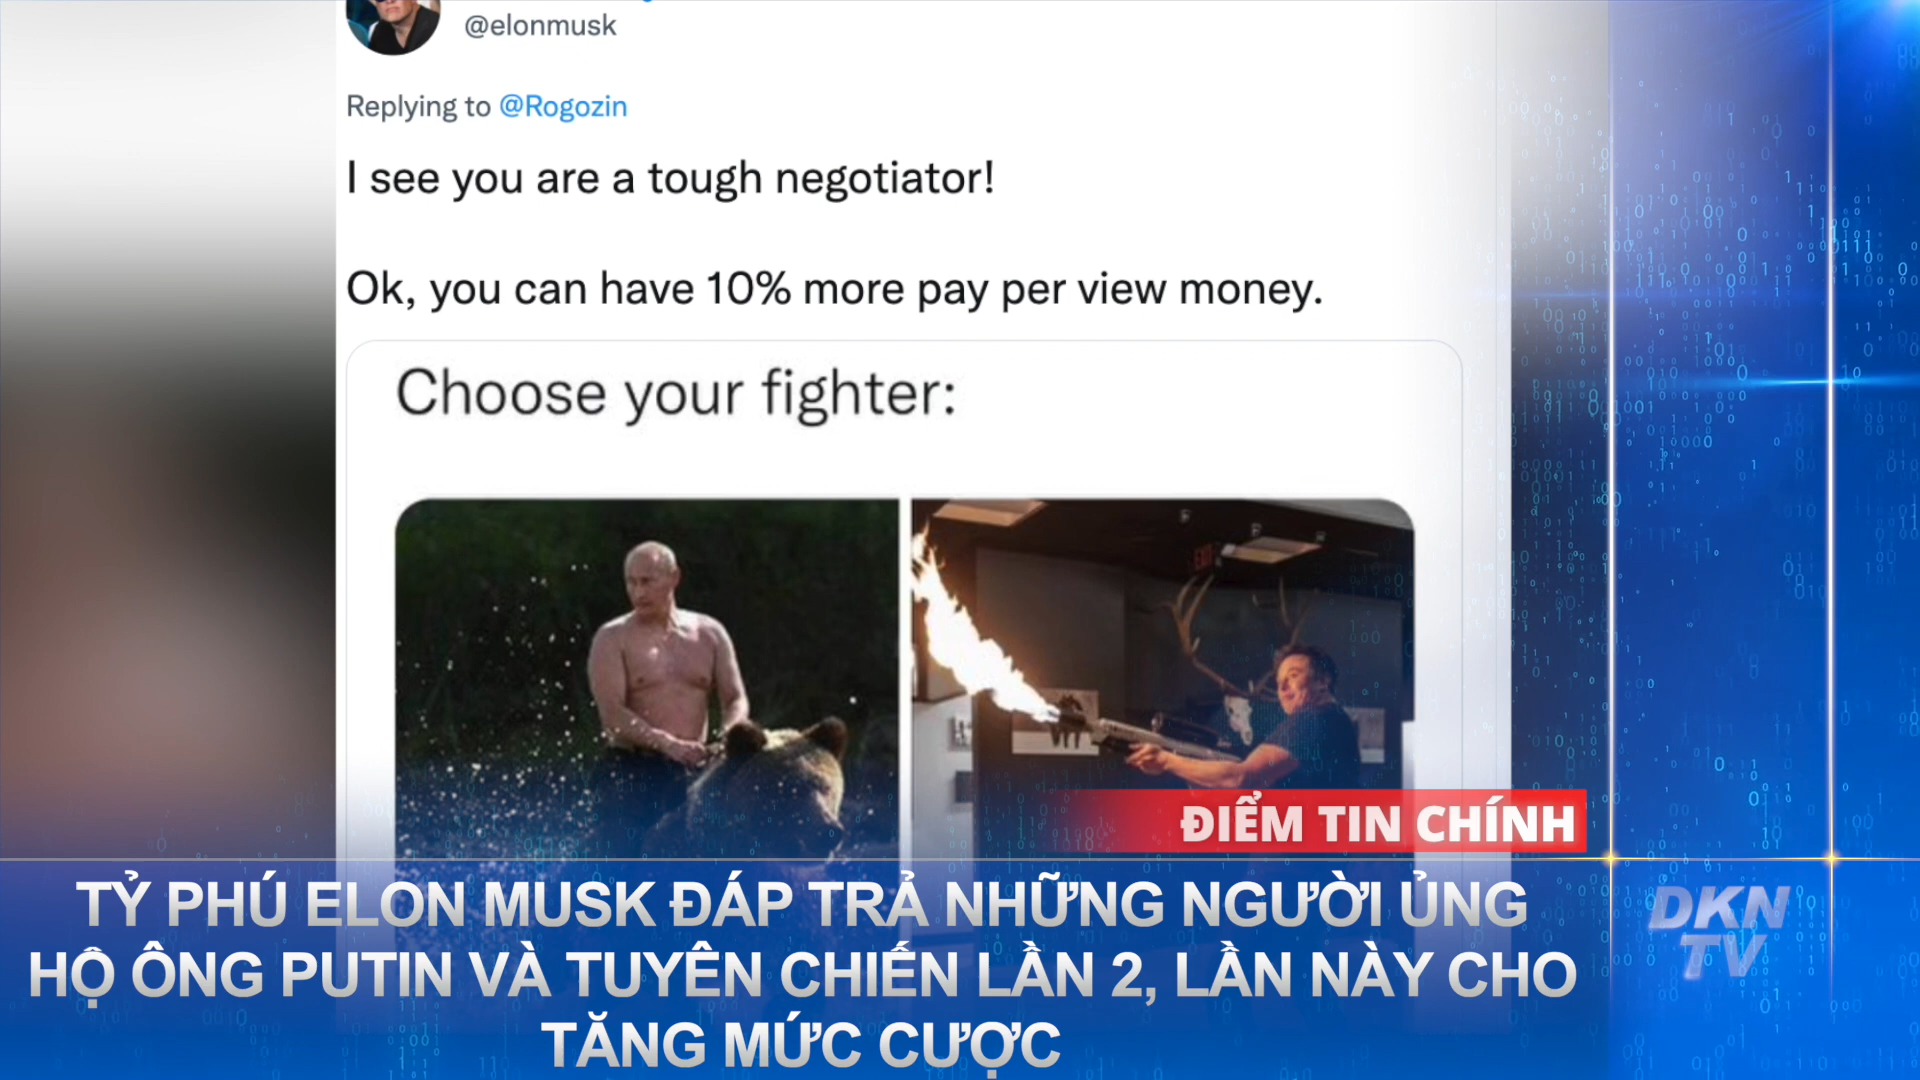 @elonmusk
Replying to @Rogozin
I see you are a tough negotiator!
Ok, you can have 10% more pay per view money.
Choose your fighter:
EXIT
ĐIỂM TIN CHÍNH
TỶ PHÚ ELON MUSK ĐÁP TRẢ NHỮNG NGƯỜI ỦNG
HỘ ÔNG PUTIN VÀ TUYÊN CHIẾN LẦN 2, LẦN NÀY CHO
TĂNG MỨC CƯỢC
DKN
TV